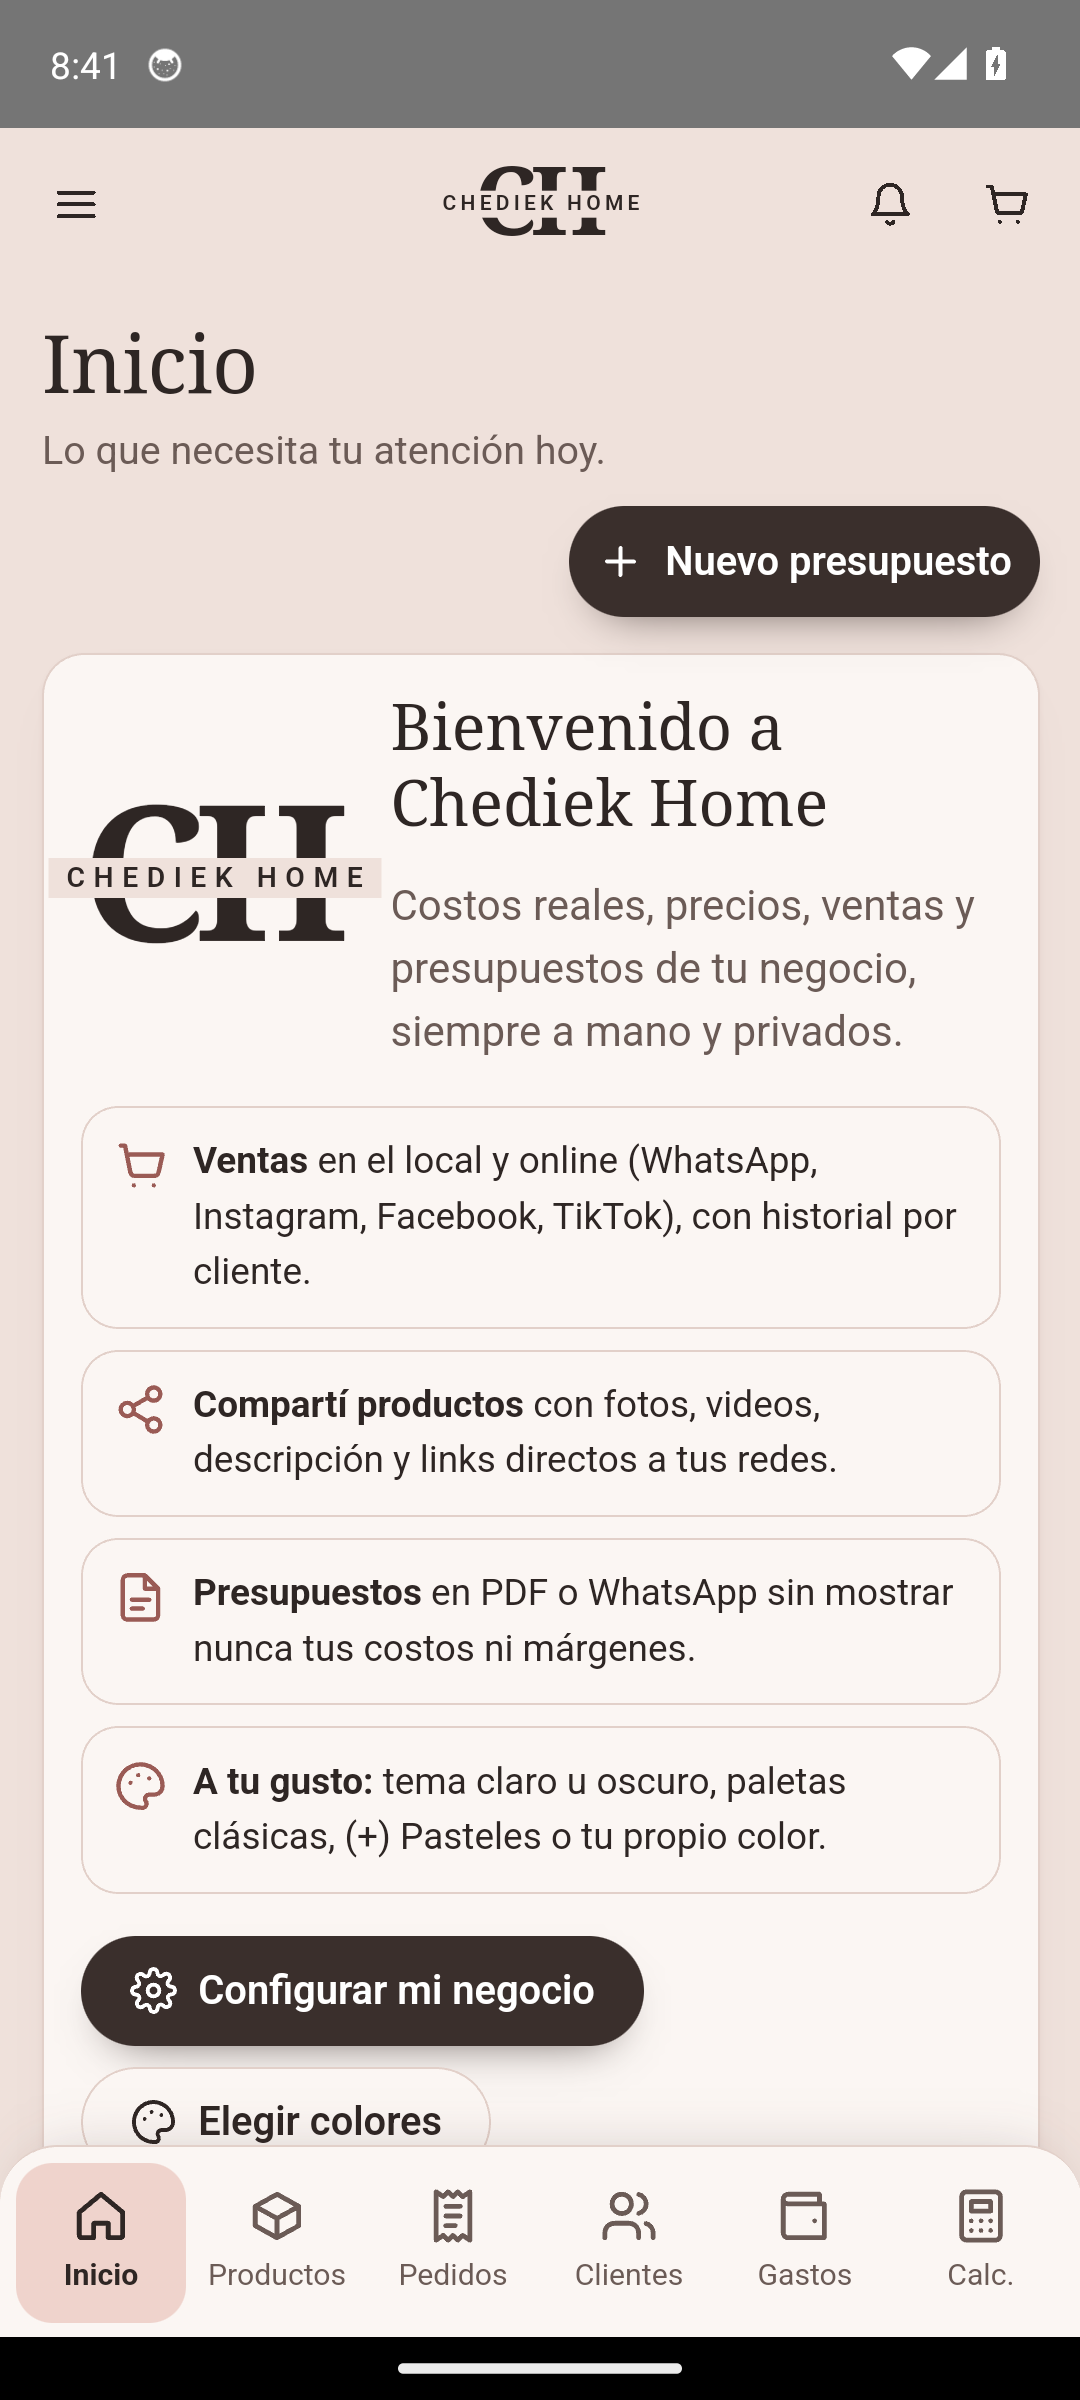 8:41
CH
CHEDIEK HOME
Inicio
Lo que necesita tu atención hoy.
Nuevo presupuesto
CH
CHEDIEK HOME
Bienvenido a
Chediek Home
Costos reales, precios, ventas y
presupuestos de tu negocio,
siempre a mano y privados.
Ventas en el local y online (WhatsApp,
Instagram, Facebook, TikTok), con historial por
cliente.
Compartí productos con fotos, videos,
descripción y links directos a tus redes.
Presupuestos en PDF o WhatsApp sin mostrar
nunca tus costos ni márgenes.
A tu gusto: tema claro u oscuro, paletas
clásicas, (+) Pasteles o tu propio color.
Configurar mi negocio
Elegir colores
Inicio
Productos
Pedidos
Clientes
Gastos
Calc.